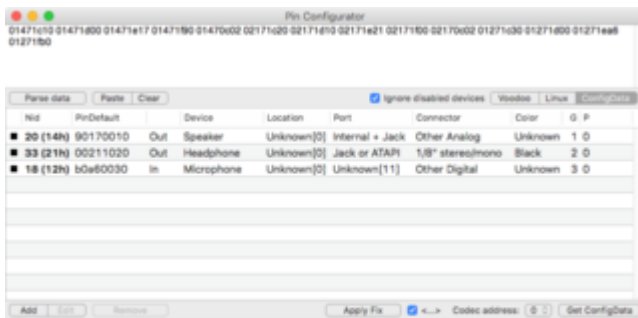 Pin Configurator
01471c10 01471d00 01471e17 01471f90 01470c02 02171c20 02171d10 02171e21 02171f00 02170c02 01271c30 01271d00 01271ea6
01271fb0
Parse data Paste Clear Ignore disabled devices Voodoo Linux ConfigData
Nid PinDefault Device Location Port Connector Color G P
20 (14h) 90170010 Out Speaker Unknown[0] Internal + Jack Other Analog Unknown 1 0
33 (21h) 00211020 Out Headphone Unknown[0] Jack or ATAPI 1/8" stereo/mono Black 2 0
18 (12h) b0a60030 In Microphone Unknown[0] Unknown[11] Other Digital Unknown 3 0
Add Edit Remove Apply Fix <...> Codec address: 0 Get ConfigData